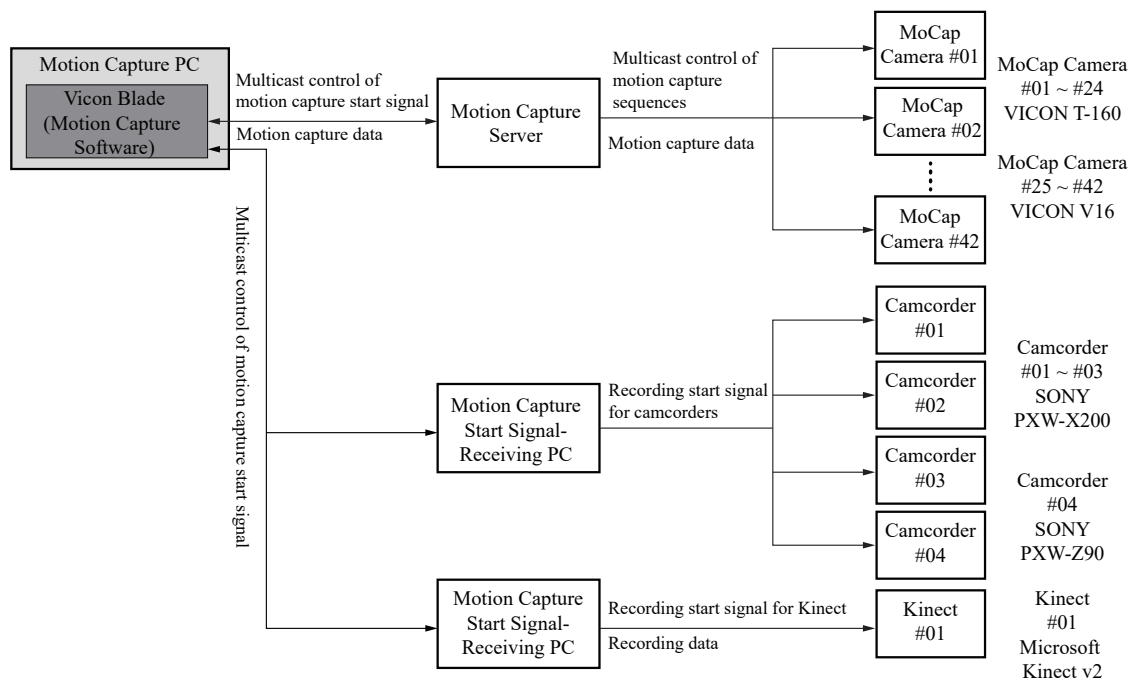 Motion Capture PC
Vicon Blade
(Motion Capture
Software)
Multicast control of
motion capture start signal
Motion capture data
Multicast control of motion capture start signal
Motion Capture
Server
Multicast control of
motion capture
sequences
Motion capture data
MoCap
Camera #01
MoCap
Camera #02
MoCap
Camera #42
MoCap Camera
#01 ~ #24
VICON T-160
MoCap Camera
#25 ~ #42
VICON V16
Motion Capture
Start Signal-
Receiving PC
Recording start signal
for camcorders
Camcorder
#01
Camcorder
#02
Camcorder
#03
Camcorder
#04
Camcorder
#01 ~ #03
SONY
PXW-X200
Camcorder
#04
SONY
PXW-Z90
Motion Capture
Start Signal-
Receiving PC
Recording start signal for Kinect
Recording data
Kinect
#01
Kinect
#01
Microsoft
Kinect v2